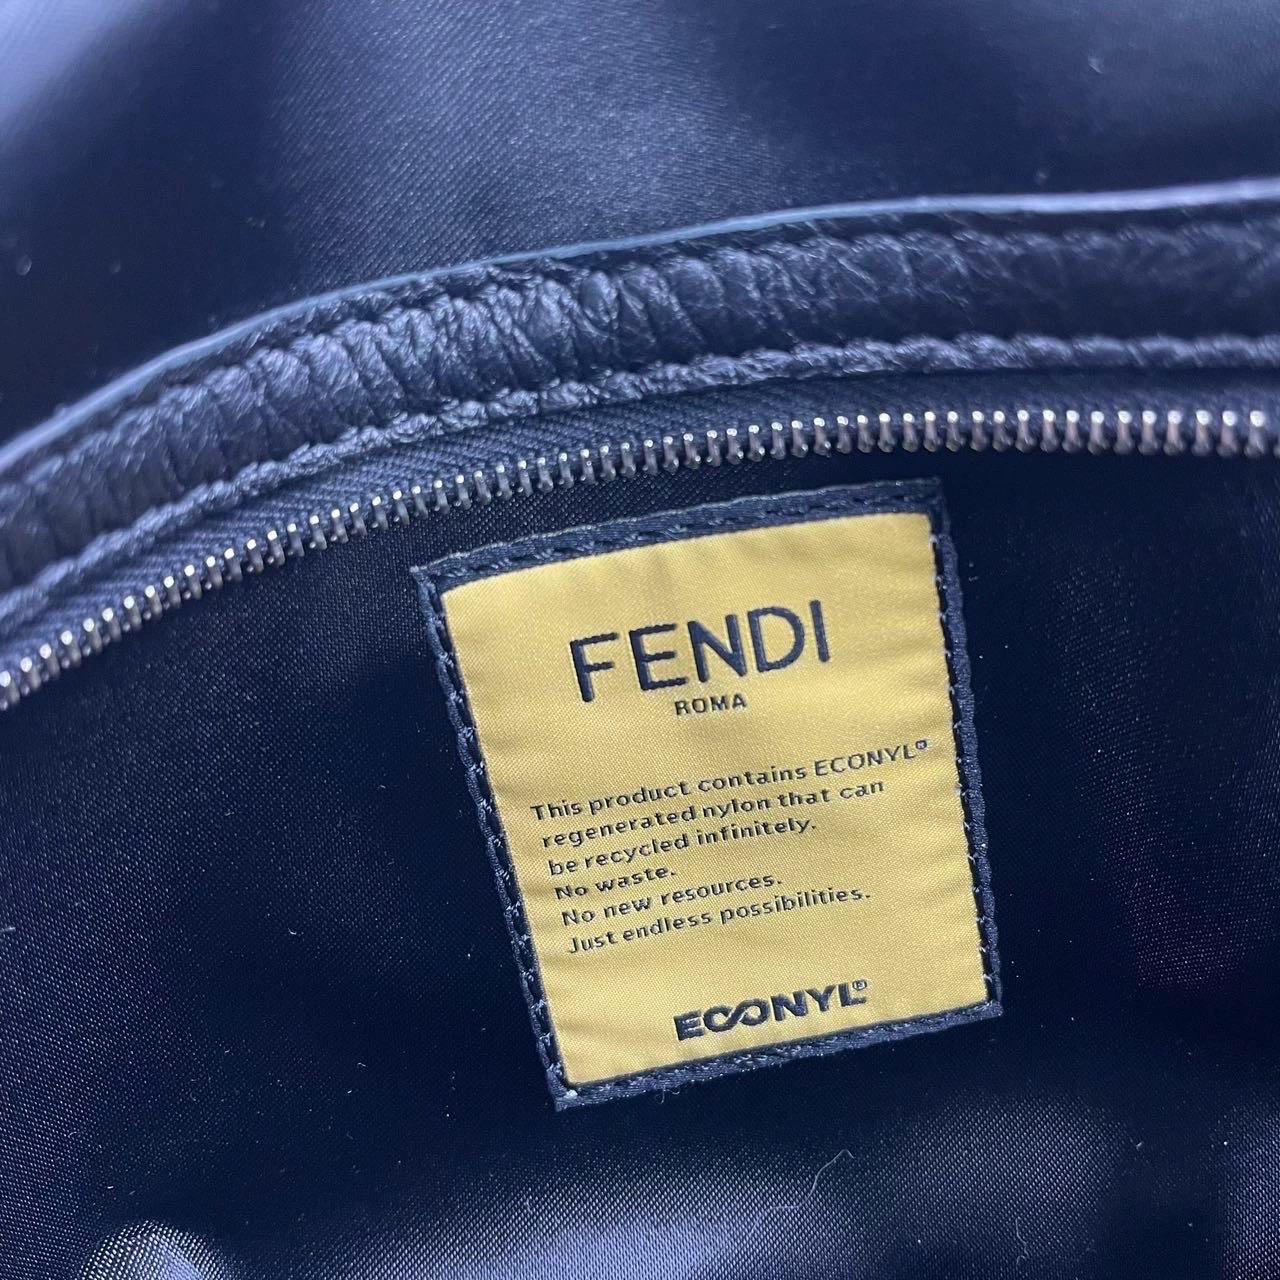 FENDI
ROMA
This product contains ECONYL®
regenerated nylon that can
be recycled infinitely.
No waste.
No new resources.
Just endless possibilities.
ECONYL®